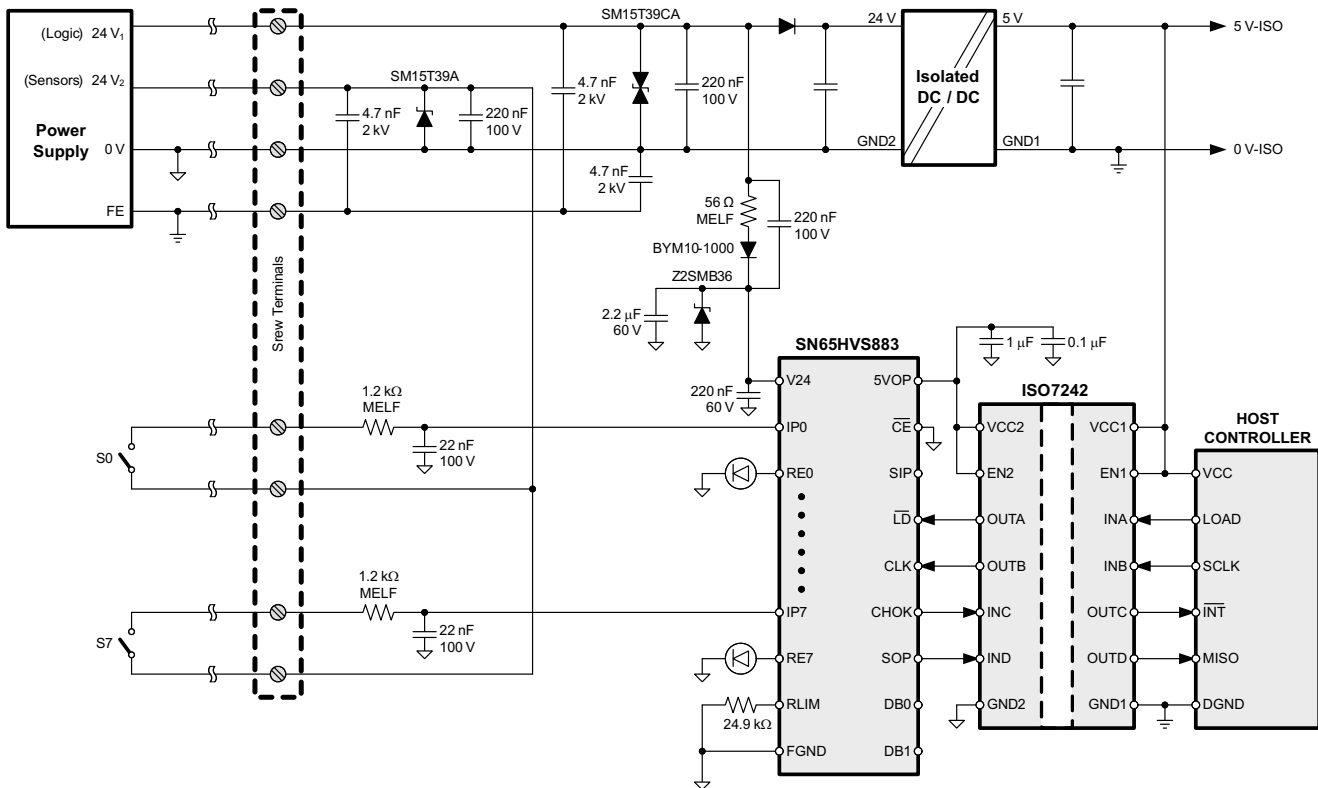 SM15T39CA
(Logic) 24 V1
24 V
5 V
5 V-ISO
(Sensors) 24 V2
SM15T39A
4.7 nF
2 kV
220 nF
100 V
4.7 nF
2 kV
220 nF
100 V
Isolated
DC / DC
Power
Supply
0 V
GND2
GND1
0 V-ISO
4.7 nF
2 kV
FE
56 Ω
MELF
220 nF
100 V
BYM10-1000
Z2SMB36
2.2 μF
60 V
Srew Terminals
SN65HVS883
1 μF
0.1 μF
V24
5VOP
220 nF
60 V
ISO7242
HOST
CONTROLLER
1.2 kΩ
MELF
IP0
CE
VCC2
VCC1
22 nF
100 V
S0
RE0
SIP
EN2
EN1
VCC
LD
OUTA
INA
LOAD
CLK
OUTB
INB
SCLK
1.2 kΩ
MELF
IP7
CHOK
INC
OUTC
INT
22 nF
100 V
S7
RE7
SOP
IND
OUTD
MISO
RLIM
DB0
GND2
GND1
DGND
24.9 kΩ
FGND
DB1